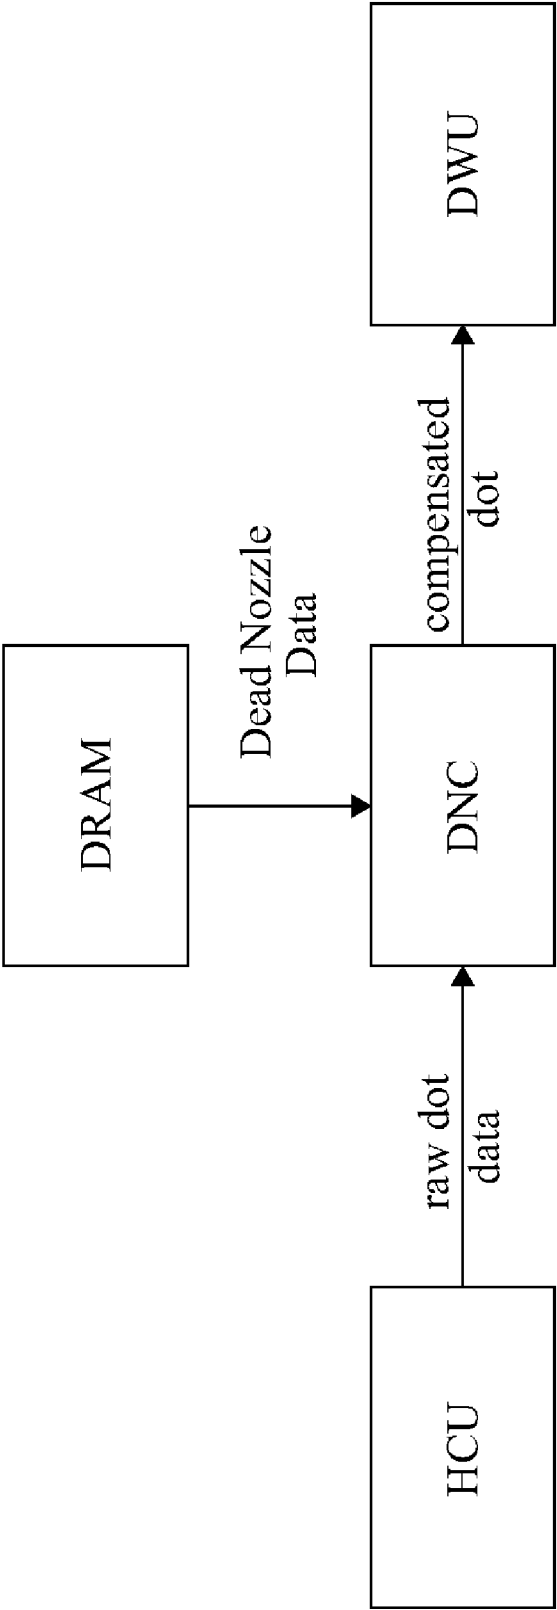 DRAM
Dead Nozzle
Data
HCU
raw dot
data
DNC
compensated
dot
DWU